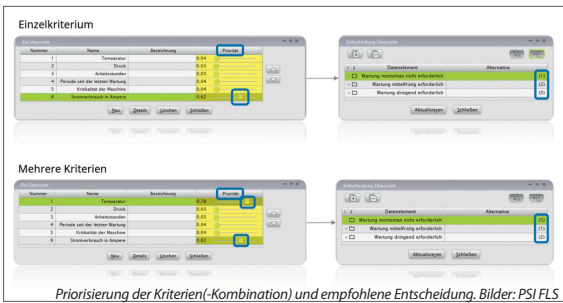 Einzelkriterium
Ziel Übersicht
Nummer Name Bezeichnung Priorität
1 Temperatur 0,04
2 Druck 0,03
3 Arbeitsstunden 0,03
4 Periode seit der letzten Wartung 0,04
5 Kritikalität der Maschine 0,04
6 Stromverbrauch in Ampere 0,82
Neu Details Löschen Schließen
Entscheidung Übersicht
Datenelement Alternative
Wartung momentan nicht erforderlich (1)
Wartung mittelfristig erforderlich (2)
Wartung dringend erforderlich (5)
Aktualisieren Schließen
Mehrere Kriterien
Ziel Übersicht
Nummer Name Bezeichnung Priorität
1 Temperatur 0,78
2 Druck 0,03
3 Arbeitsstunden 0,03
4 Periode seit der letzten Wartung 0,04
5 Kritikalität der Maschine 0,04
6 Stromverbrauch in Ampere 0,82
Neu Details Löschen Schließen
Entscheidung Übersicht
Datenelement Alternative
Wartung momentan nicht erforderlich (5)
Wartung mittelfristig erforderlich (1)
Wartung dringend erforderlich (2)
Aktualisieren Schließen
Priorisierung der Kriterien(-Kombination) und empfohlene Entscheidung. Bilder: PSI FLS